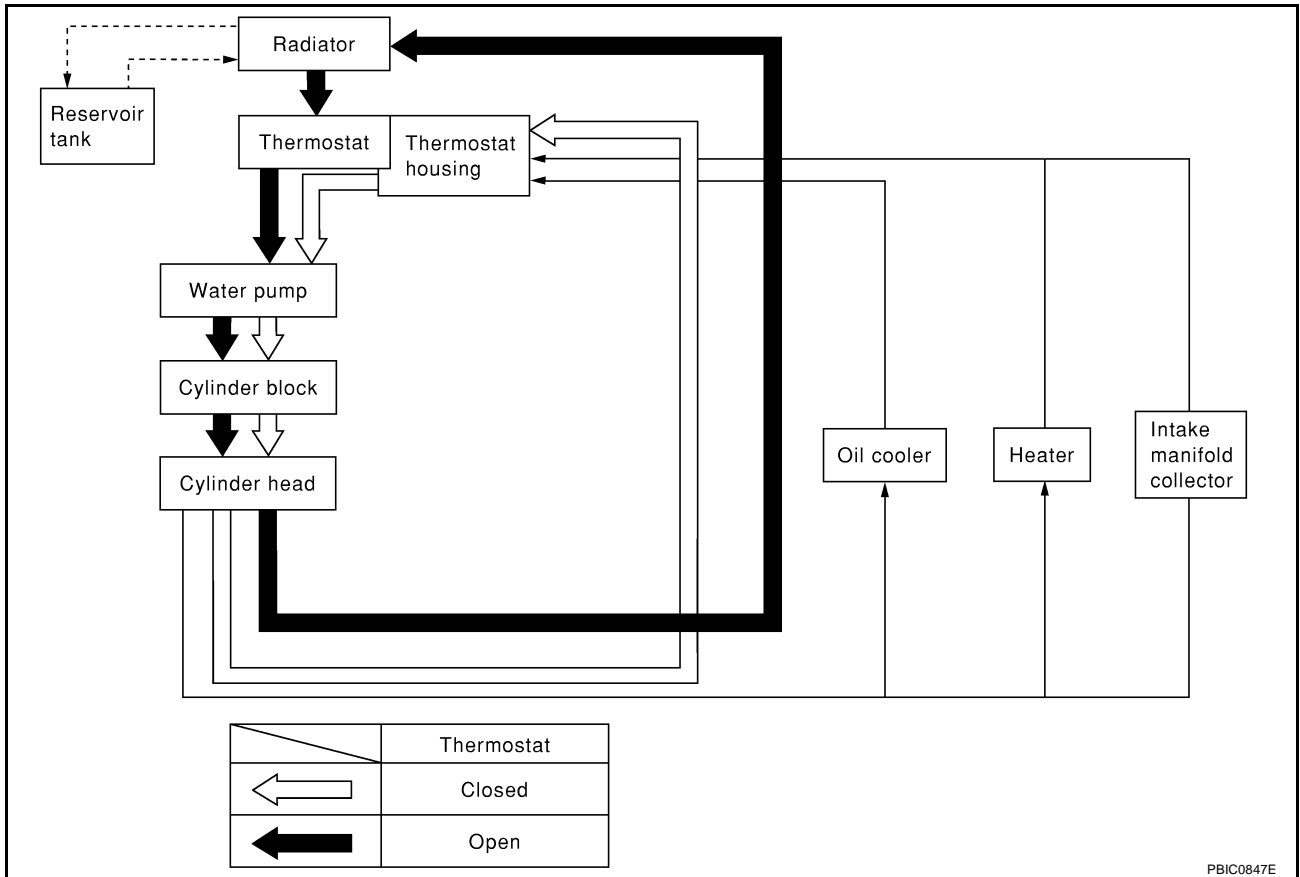 Radiator
Reservoir
tank
Thermostat
Thermostat
housing
Water pump
Cylinder block
Cylinder head
Oil cooler
Heater
Intake
manifold
collector
Thermostat
Closed
Open
PBIC0847E